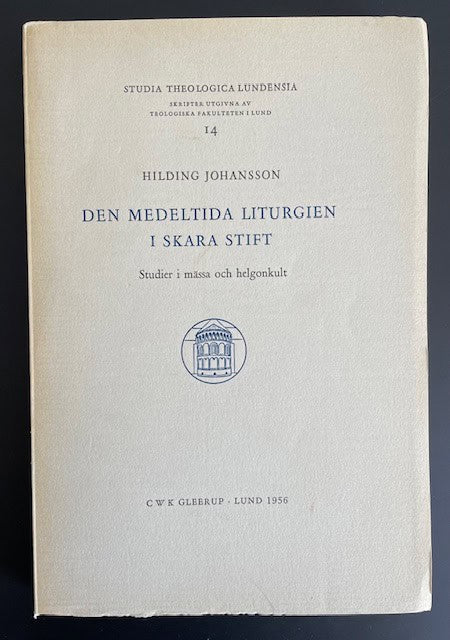 STUDIA THEOLOGICA LUNDENSIA
SKRIFTER UTGIVNA AV
TEOLOGISKA FAKULTETEN I LUND
14
HILDING JOHANSSON
DEN MEDELTIDA LITURGIEN
I SKARA STIFT
Studier i mässa och helgonkult
C W K GLEERUP · LUND 1956